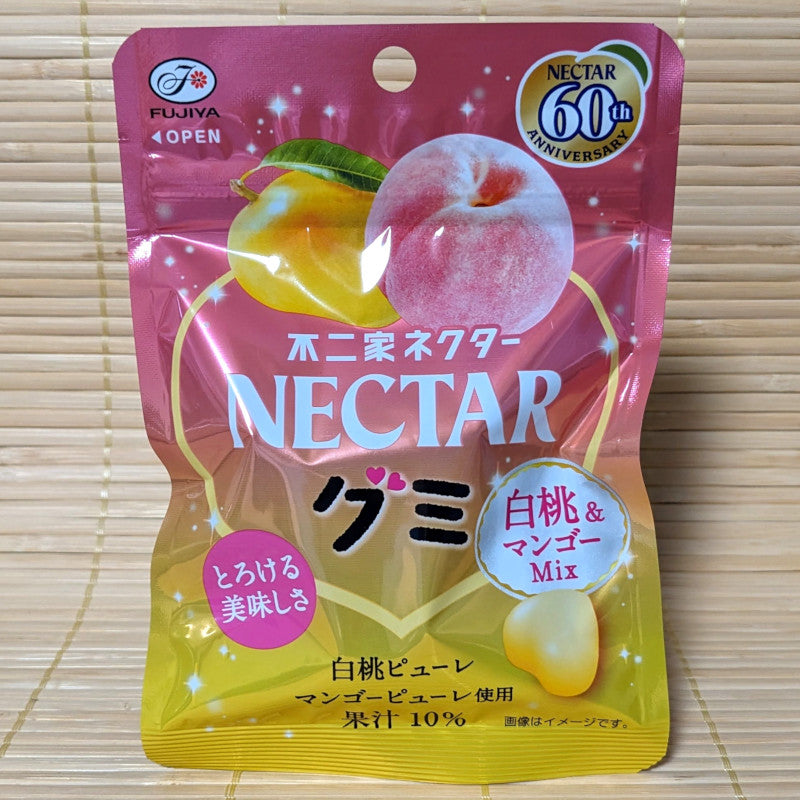 FUJIYA
◀OPEN
NECTAR
60th
ANNIVERSARY
不二家ネクター
NECTAR
グミ
白桃&
マンゴー
Mix
とろける
美味しさ
白桃ピューレ
マンゴーピューレ使用
果汁10%
画像はイメージです。